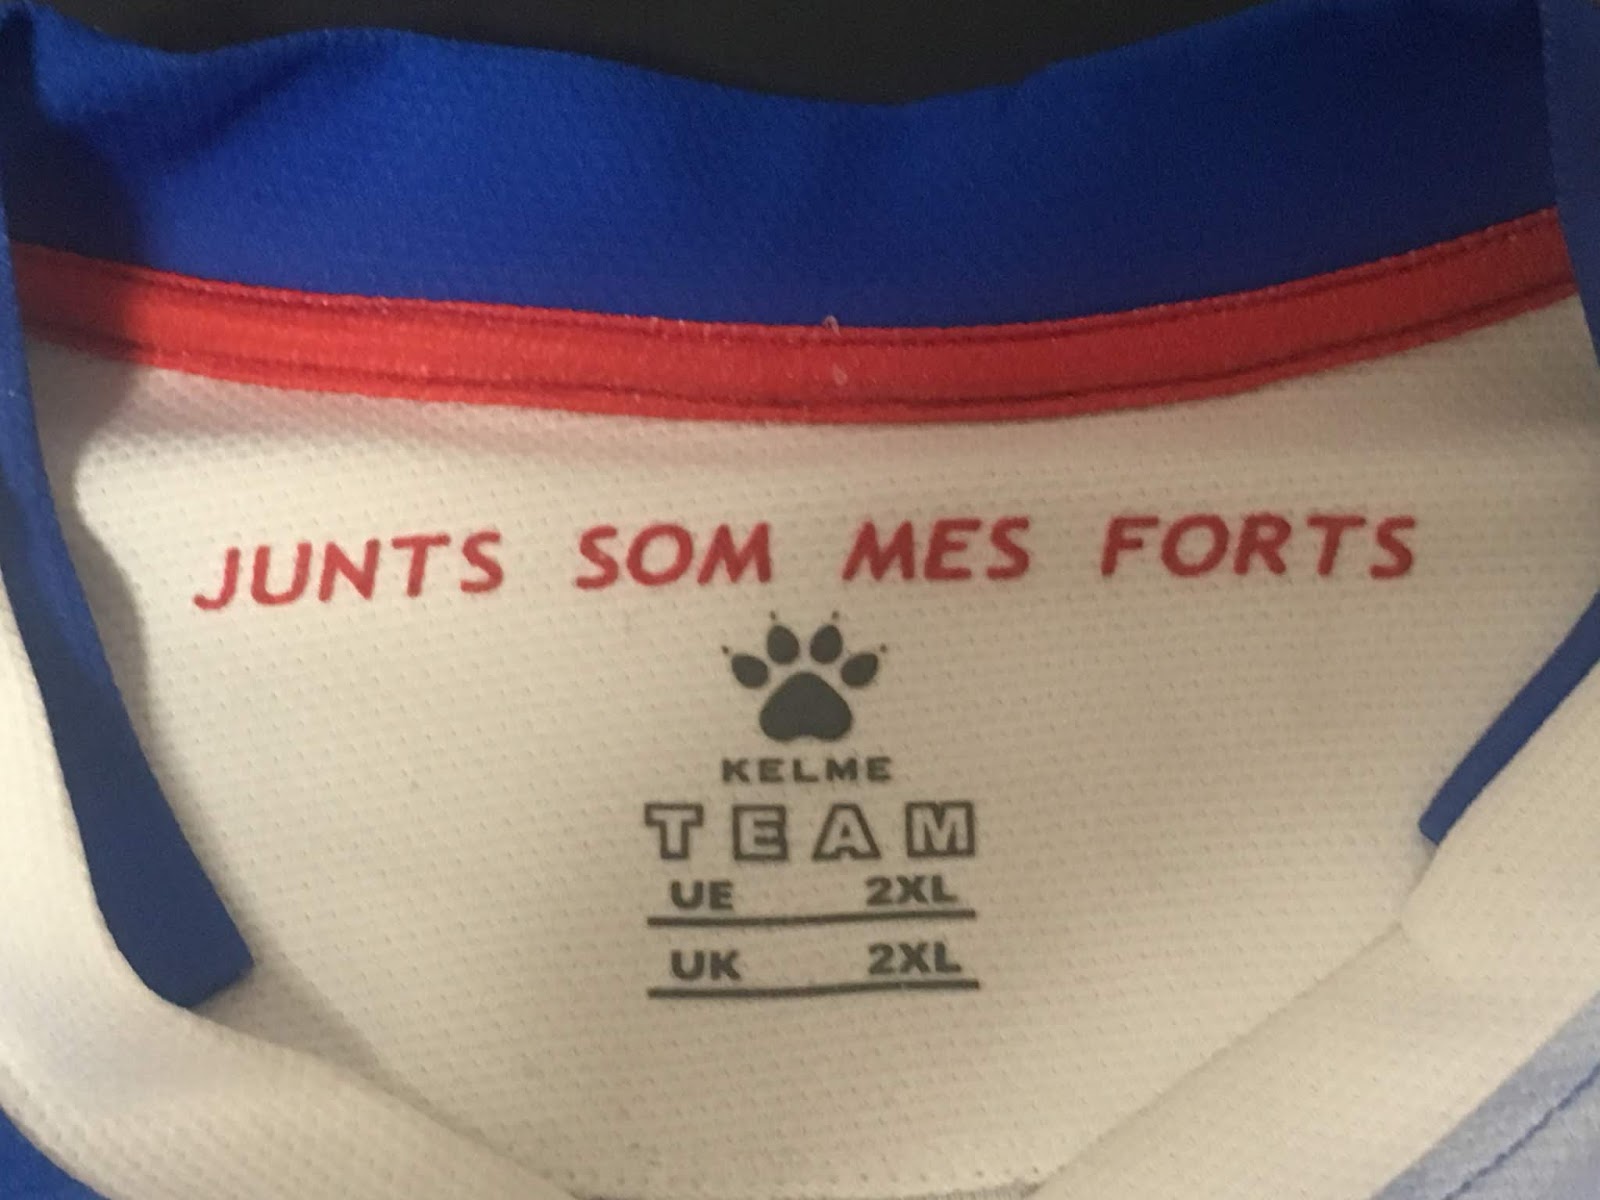 JUNTS SOM MES FORTS
KELME
TEAM
UE 2XL
UK 2XL